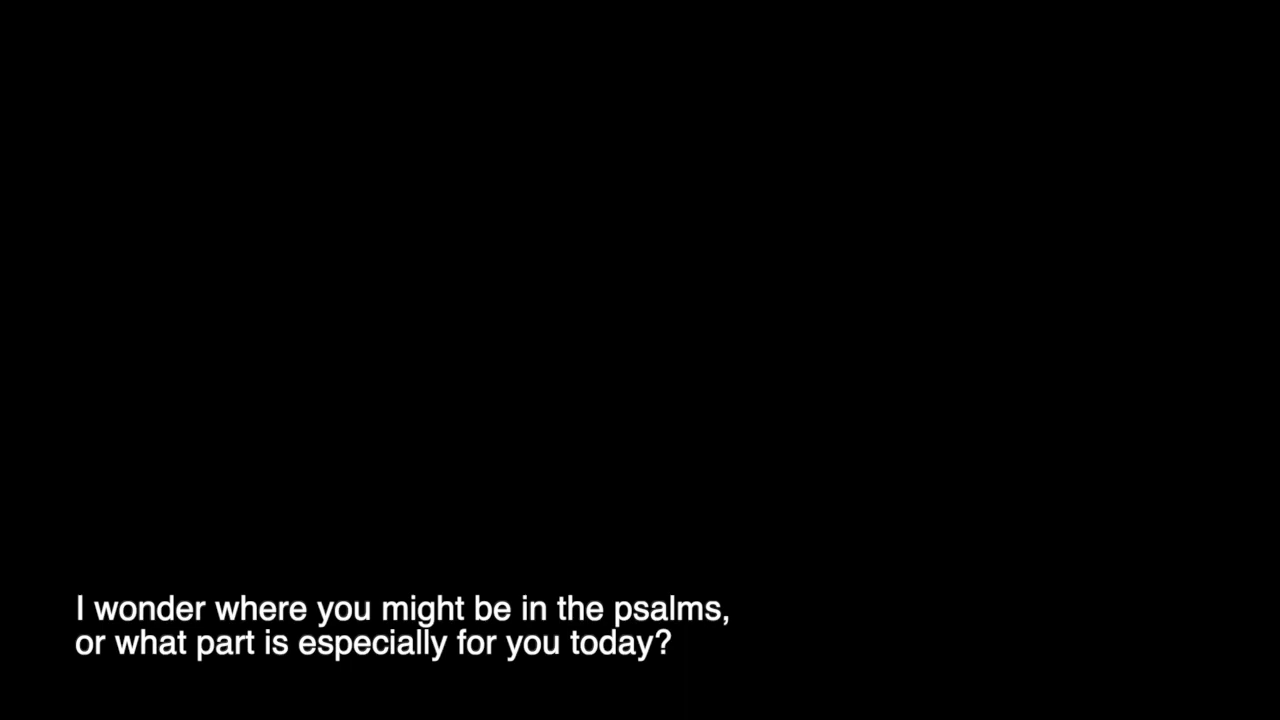 I wonder where you might be in the psalms,
or what part is especially for you today?